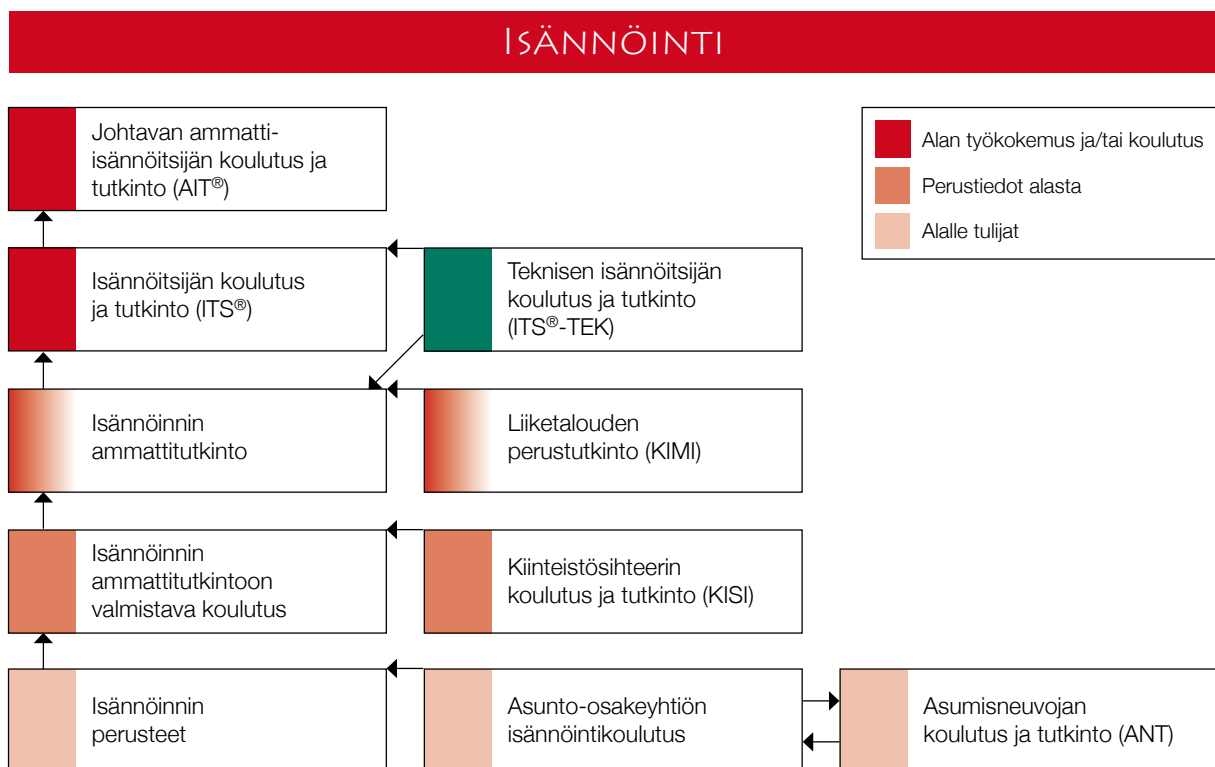 Isännöinti
Johtavan ammatti-
isännöitsijän koulutus ja
tutkinto (AIT®)
Alan työkokemus ja/tai koulutus
Perustiedot alasta
Alalle tulijat
Isännöitsijän koulutus
ja tutkinto (ITS®)
Teknisen isännöitsijän
koulutus ja tutkinto
(ITS®-TEK)
Isännöinnin
ammattitutkinto
Liiketalouden
perustutkinto (KIMI)
Isännöinnin
ammattitutkintoon
valmistava koulutus
Kiinteistösihteerin
koulutus ja tutkinto (KISI)
Isännöinnin
perusteet
Asunto-osakeyhtiön
isännöintikoulutus
Asumisneuvojan
koulutus ja tutkinto (ANT)